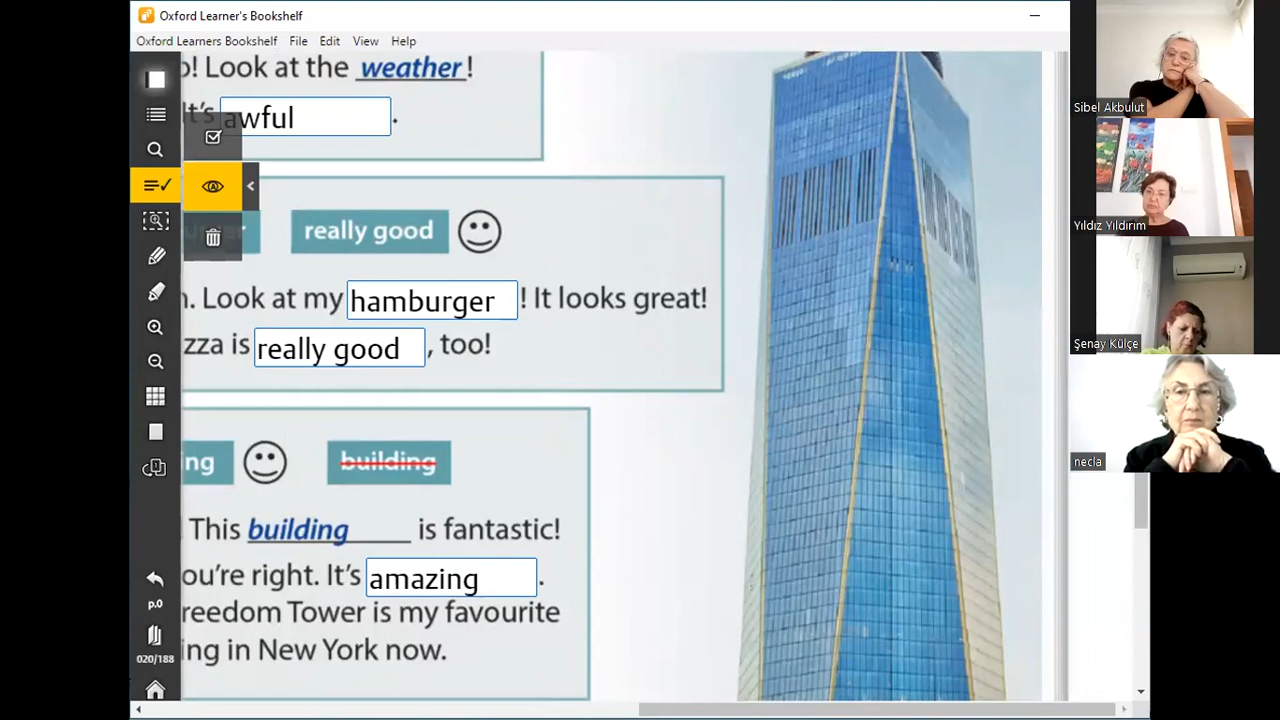 Oxford Learner's Bookshelf
Oxford Learners Bookshelf File Edit View Help
o! Look at the weather!
It's awful.
really good
n. Look at my hamburger! It looks great!
zza is really good, too!
ing building
This building is fantastic!
ou're right. It's amazing.
reedom Tower is my favourite
ing in New York now.
p.0
020/188
Sibel Akbulut
Yıldız Yıldırım
Şenay Külçe
necla